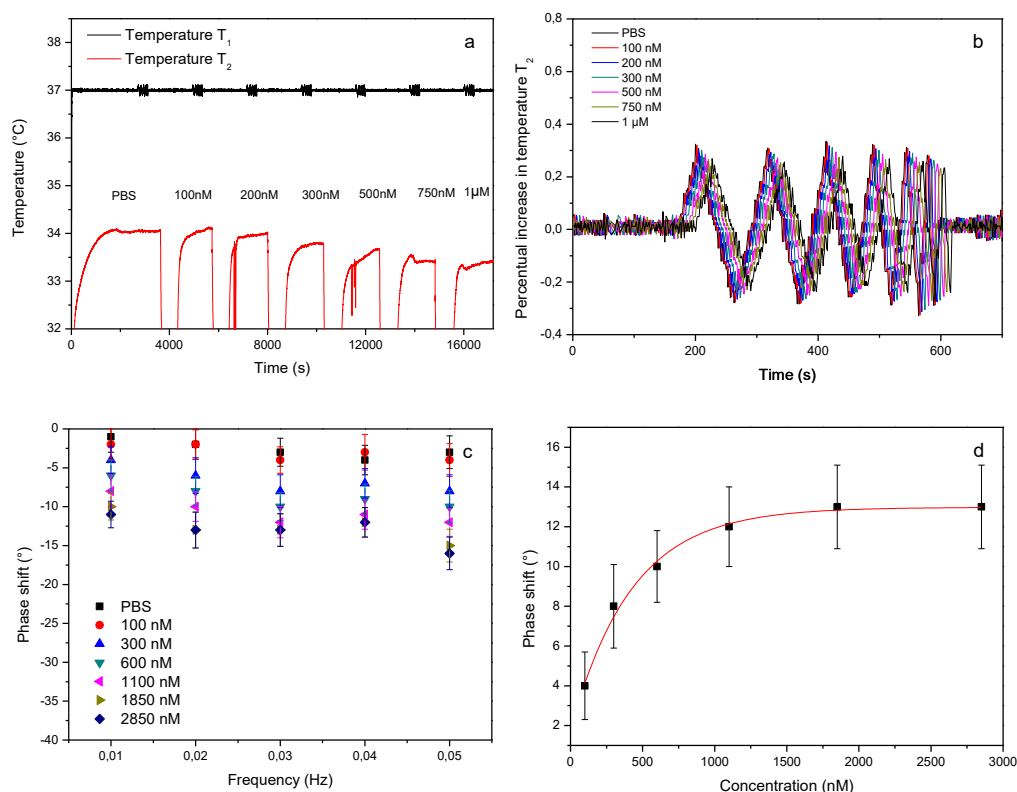 a
Temperature T1
Temperature T2
38
37
36
35
34
33
32
Temperature (°C)
PBS 100nM 200nM 300nM 500nM 750nM 1µM
0 4000 8000 12000 16000
Time (s)
b
PBS
100 nM
200 nM
300 nM
500 nM
750 nM
1 µM
0,8
0,6
0,4
0,2
0,0
-0,2
-0,4
Percentual increase in temperature T2
0 200 400 600
Time (s)
c
0
-5
-10
-15
-20
-25
-30
-35
-40
Phase shift (°)
PBS
100 nM
300 nM
600 nM
1100 nM
1850 nM
2850 nM
0,01 0,02 0,03 0,04 0,05
Frequency (Hz)
d
16
14
12
10
8
6
4
2
Phase shift (°)
0 500 1000 1500 2000 2500 3000
Concentration (nM)